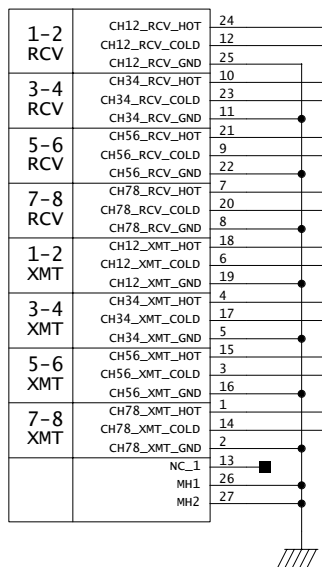 1-2 RCV
CH12_RCV_HOT 24
CH12_RCV_COLD 12
CH12_RCV_GND 25
3-4 RCV
CH34_RCV_HOT 10
CH34_RCV_COLD 23
CH34_RCV_GND 11
5-6 RCV
CH56_RCV_HOT 21
CH56_RCV_COLD 9
CH56_RCV_GND 22
7-8 RCV
CH78_RCV_HOT 7
CH78_RCV_COLD 20
CH78_RCV_GND 8
1-2 XMT
CH12_XMT_HOT 18
CH12_XMT_COLD 6
CH12_XMT_GND 19
3-4 XMT
CH34_XMT_HOT 4
CH34_XMT_COLD 17
CH34_XMT_GND 5
5-6 XMT
CH56_XMT_HOT 15
CH56_XMT_COLD 3
CH56_XMT_GND 16
7-8 XMT
CH78_XMT_HOT 1
CH78_XMT_COLD 14
CH78_XMT_GND 2
NC_1 13
MH1 26
MH2 27